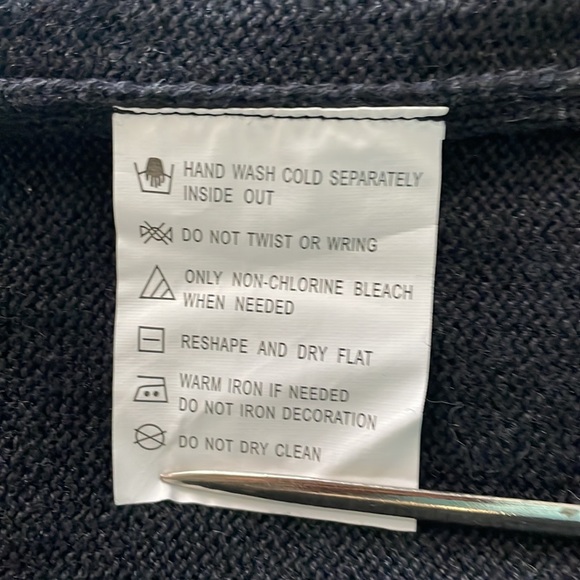 HAND WASH COLD SEPARATELY
INSIDE OUT
DO NOT TWIST OR WRING
ONLY NON-CHLORINE BLEACH
WHEN NEEDED
RESHAPE AND DRY FLAT
WARM IRON IF NEEDED
DO NOT IRON DECORATION
DO NOT DRY CLEAN